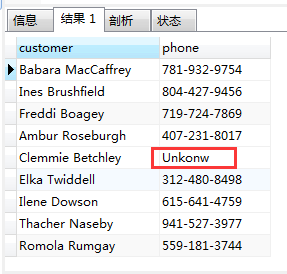 信息 结果 1 剖析 状态
customer phone
Babara MacCaffrey 781-932-9754
Ines Brushfield 804-427-9456
Freddi Boagey 719-724-7869
Ambur Roseburgh 407-231-8017
Clemmie Betchley Unkonw
Elka Twiddell 312-480-8498
Ilene Dowson 615-641-4759
Thacher Naseby 941-527-3977
Romola Rumgay 559-181-3744